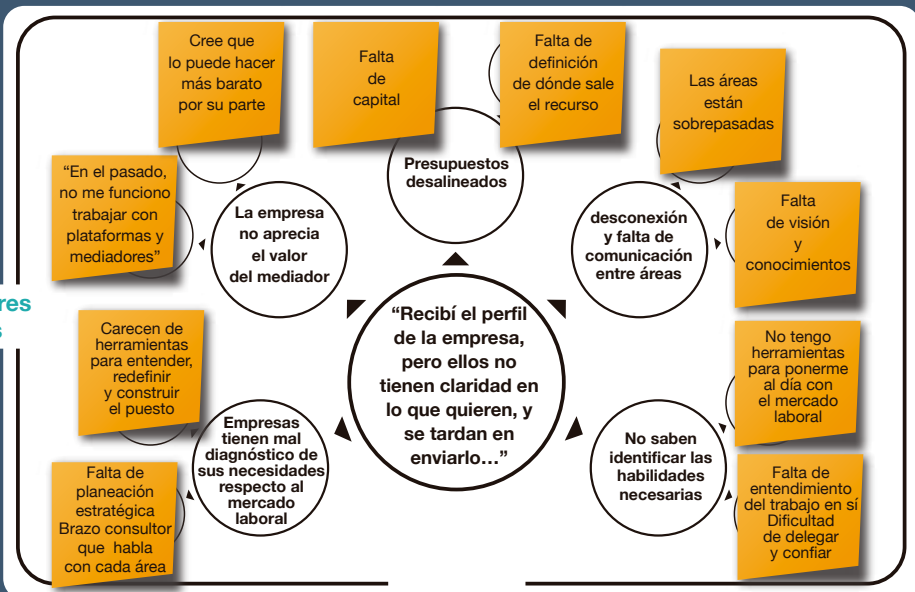 Cree que
lo puede hacer
más barato
por su parte
Falta
de
capital
Falta de
definición
de dónde sale
el recurso
Las áreas
están
sobrepasadas
“En el pasado,
no me funciono
trabajar con
plataformas y
mediadores”
La empresa
no aprecia
el valor
del mediador
Presupuestos
desalineados
desconexión
y falta de
comunicación
entre áreas
Falta
de visión
y
conocimientos
res
s
Carecen de
herramientas
para entender,
redefinir
y construir
el puesto
“Recibí el perfil
de la empresa,
pero ellos no
tienen claridad en
lo que quieren, y
se tardan en
enviarlo…”
No tengo
herramientas
para ponerme
al día con
el mercado
laboral
Empresas
tienen mal
diagnóstico de
sus necesidades
respecto al
mercado
laboral
No saben
identificar las
habilidades
necesarias
Falta de
planeación
estratégica
Brazo consultor
que habla
con cada área
Falta de
entendimiento
del trabajo en sí
Dificultad
de delegar
y confiar